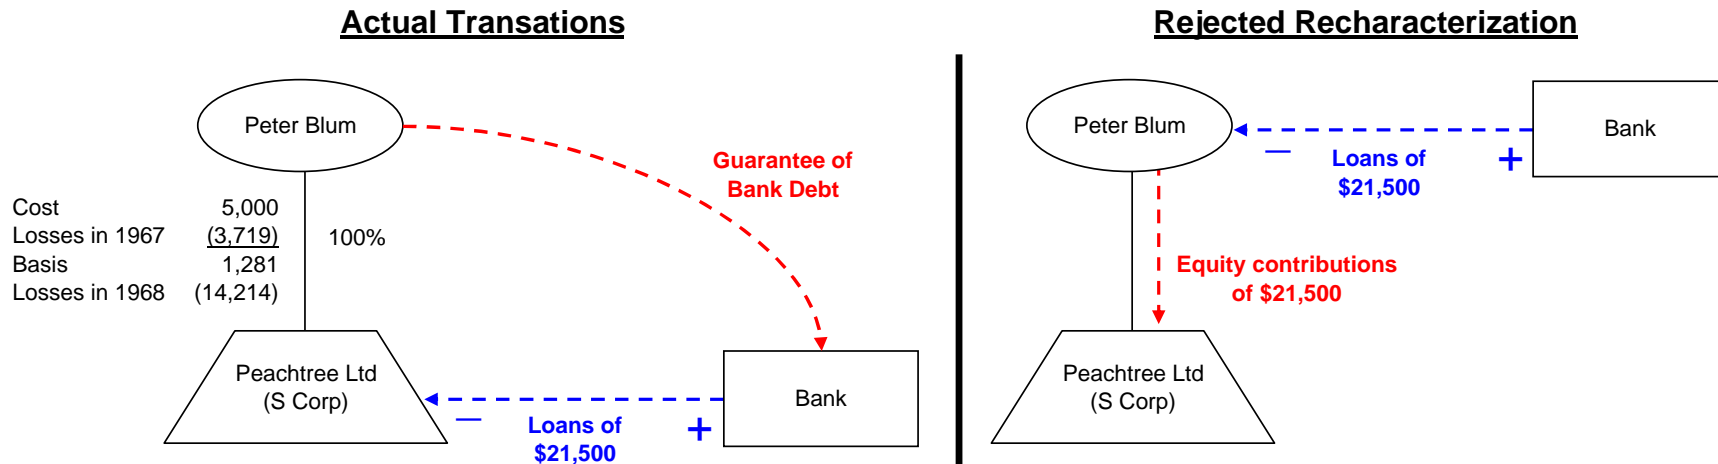 Actual Transations
Peter Blum
Guarantee of
Bank Debt
Cost 5,000
Losses in 1967 (3,719)
100%
Basis 1,281
Losses in 1968 (14,214)
Peachtree Ltd
(S Corp)
Bank
— +
Loans of
$21,500
Rejected Recharacterization
Peter Blum
Bank
— +
Loans of
$21,500
Equity contributions
of $21,500
Peachtree Ltd
(S Corp)